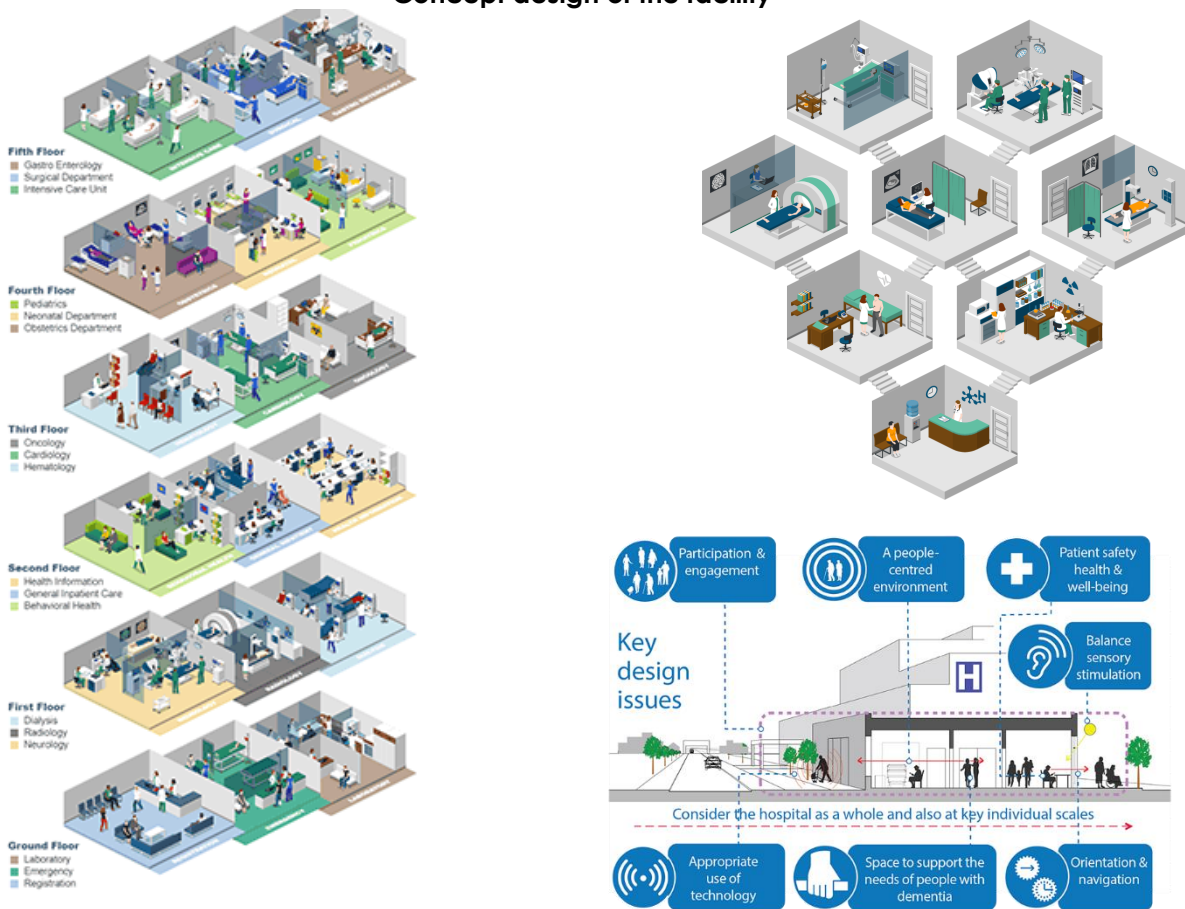 Concept design of the facility
Fifth Floor
Gastro Enterology
Surgical Department
Intensive Care Unit
Fourth Floor
Pediatrics
Neonatal Department
Obstetrics Department
Third Floor
Oncology
Cardiology
Hematology
Second Floor
Health Information
General Inpatient Care
Behavioral Health
First Floor
Dialysis
Radiology
Neurology
Ground Floor
Laboratory
Emergency
Registration
H
Participation &
engagement
A people-
centred
environment
Patient safety
health &
well-being
Key
design
issues
Balance
sensory
stimulation
H
Consider the hospital as a whole and also at key individual scales
Appropriate
use of
technology
Space to support the
needs of people with
dementia
Orientation &
navigation